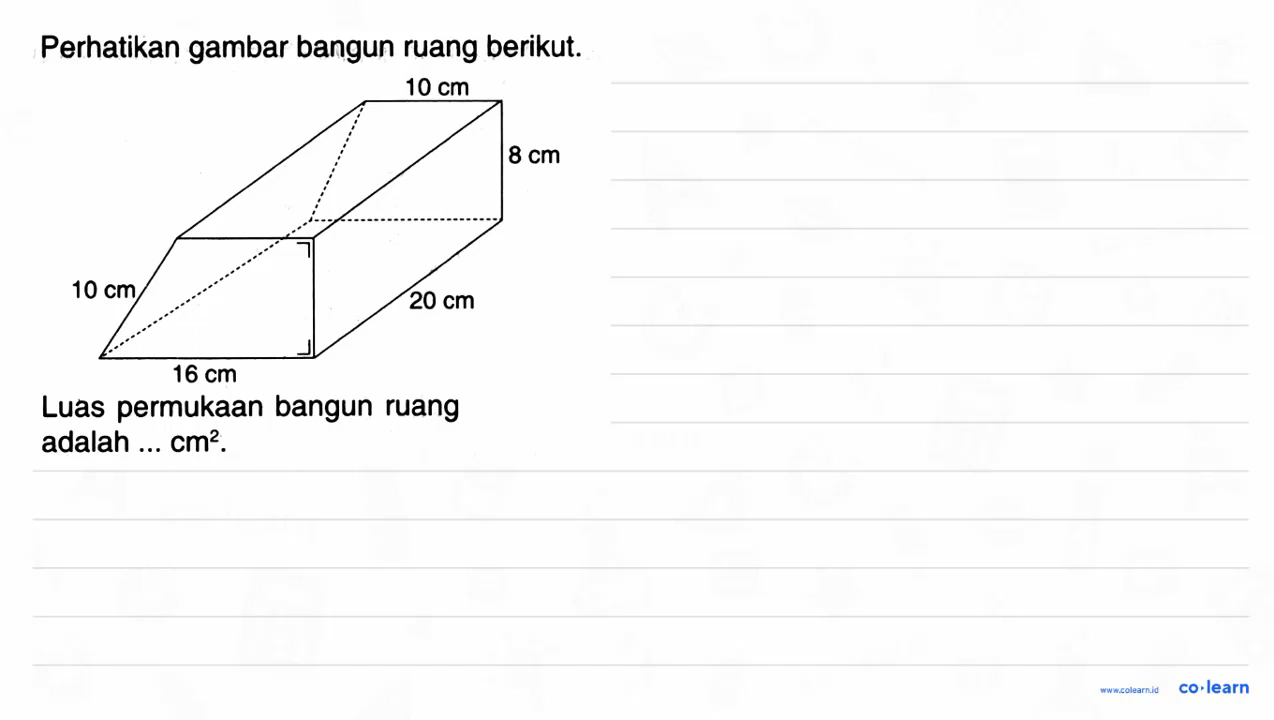 Perhatikan gambar bangun ruang berikut.
10 cm
8 cm
10 cm
20 cm
16 cm
Luas permukaan bangun ruang
adalah ... cm².
www.colearn.id co·learn